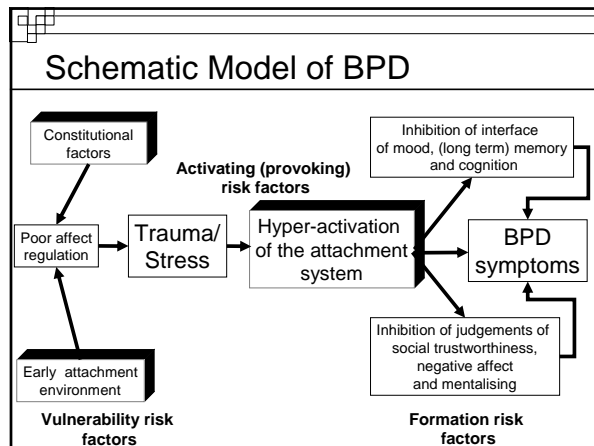 Schematic Model of BPD
Constitutional
factors
Activating (provoking)
risk factors
Inhibition of interface
of mood, (long term) memory
and cognition
Poor affect
regulation
Trauma/
Stress
Hyper-activation
of the attachment
system
BPD
symptoms
Early attachment
environment
Inhibition of judgements of
social trustworthiness,
negative affect
and mentalising
Vulnerability risk
factors
Formation risk
factors